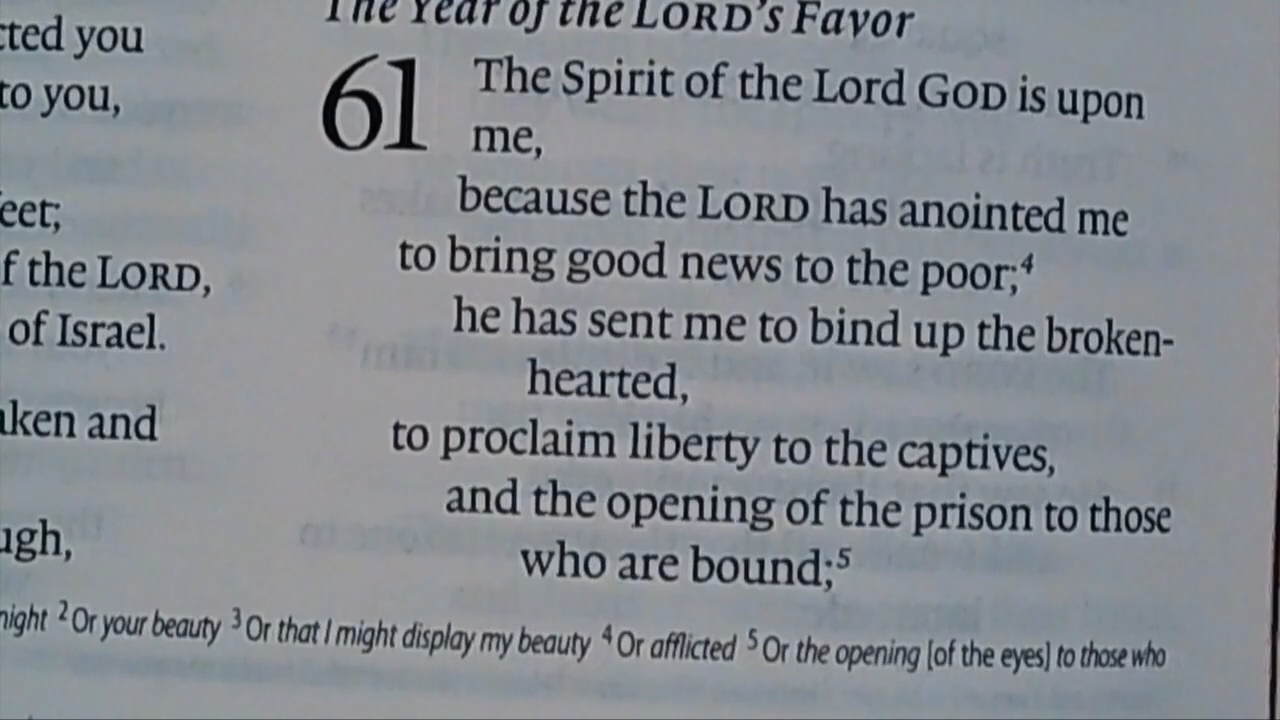 cted you
to you,
eet;
f the LORD,
of Israel.
aken and
ugh,
The Year of the LORD's Favor
61 The Spirit of the Lord GOD is upon
me,
because the LORD has anointed me
to bring good news to the poor;4
he has sent me to bind up the broken-
hearted,
to proclaim liberty to the captives,
and the opening of the prison to those
who are bound;5
night 2 Or your beauty 3 Or that I might display my beauty 4 Or afflicted 5 Or the opening [of the eyes] to those who